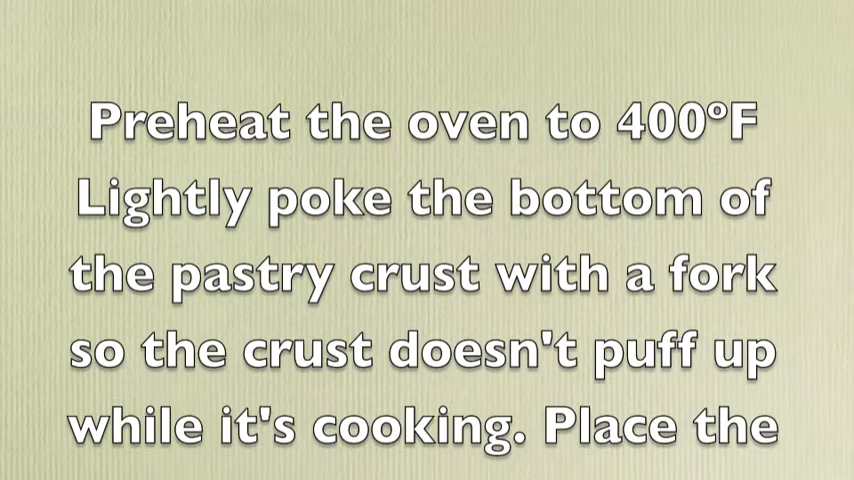 Preheat the oven to 400ºF
Lightly poke the bottom of
the pastry crust with a fork
so the crust doesn't puff up
while it's cooking. Place the